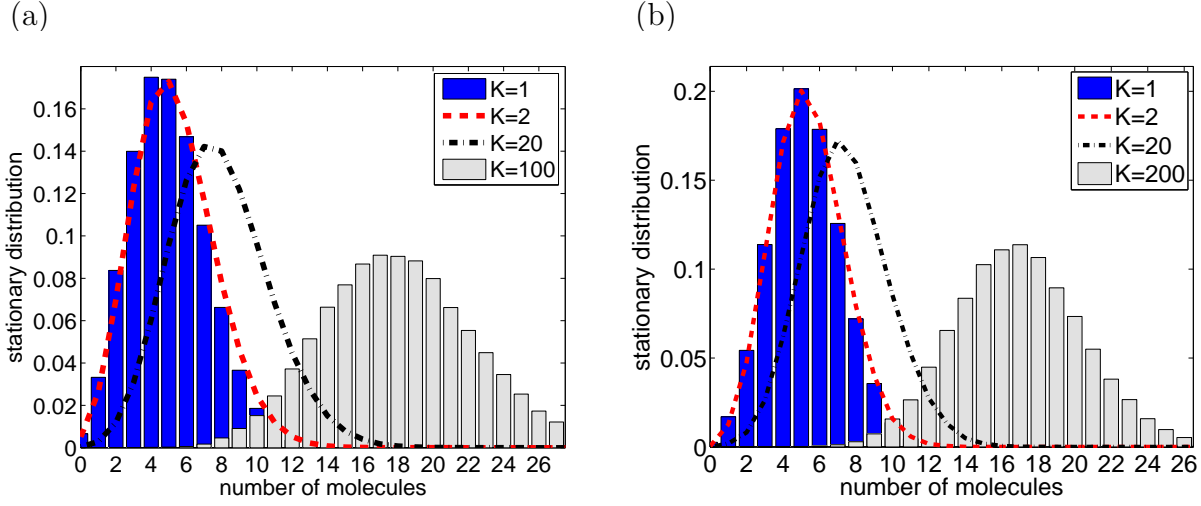 (a)
0.16
0.14
0.12
0.1
0.08
0.06
0.04
0.02
0
stationary distribution
0 2 4 6 8 10 12 14 16 18 20 22 24 26
number of molecules
K=1
K=2
K=20
K=100
(b)
0.2
0.15
0.1
0.05
0
stationary distribution
0 2 4 6 8 10 12 14 16 18 20 22 24 26
number of molecules
K=1
K=2
K=20
K=200